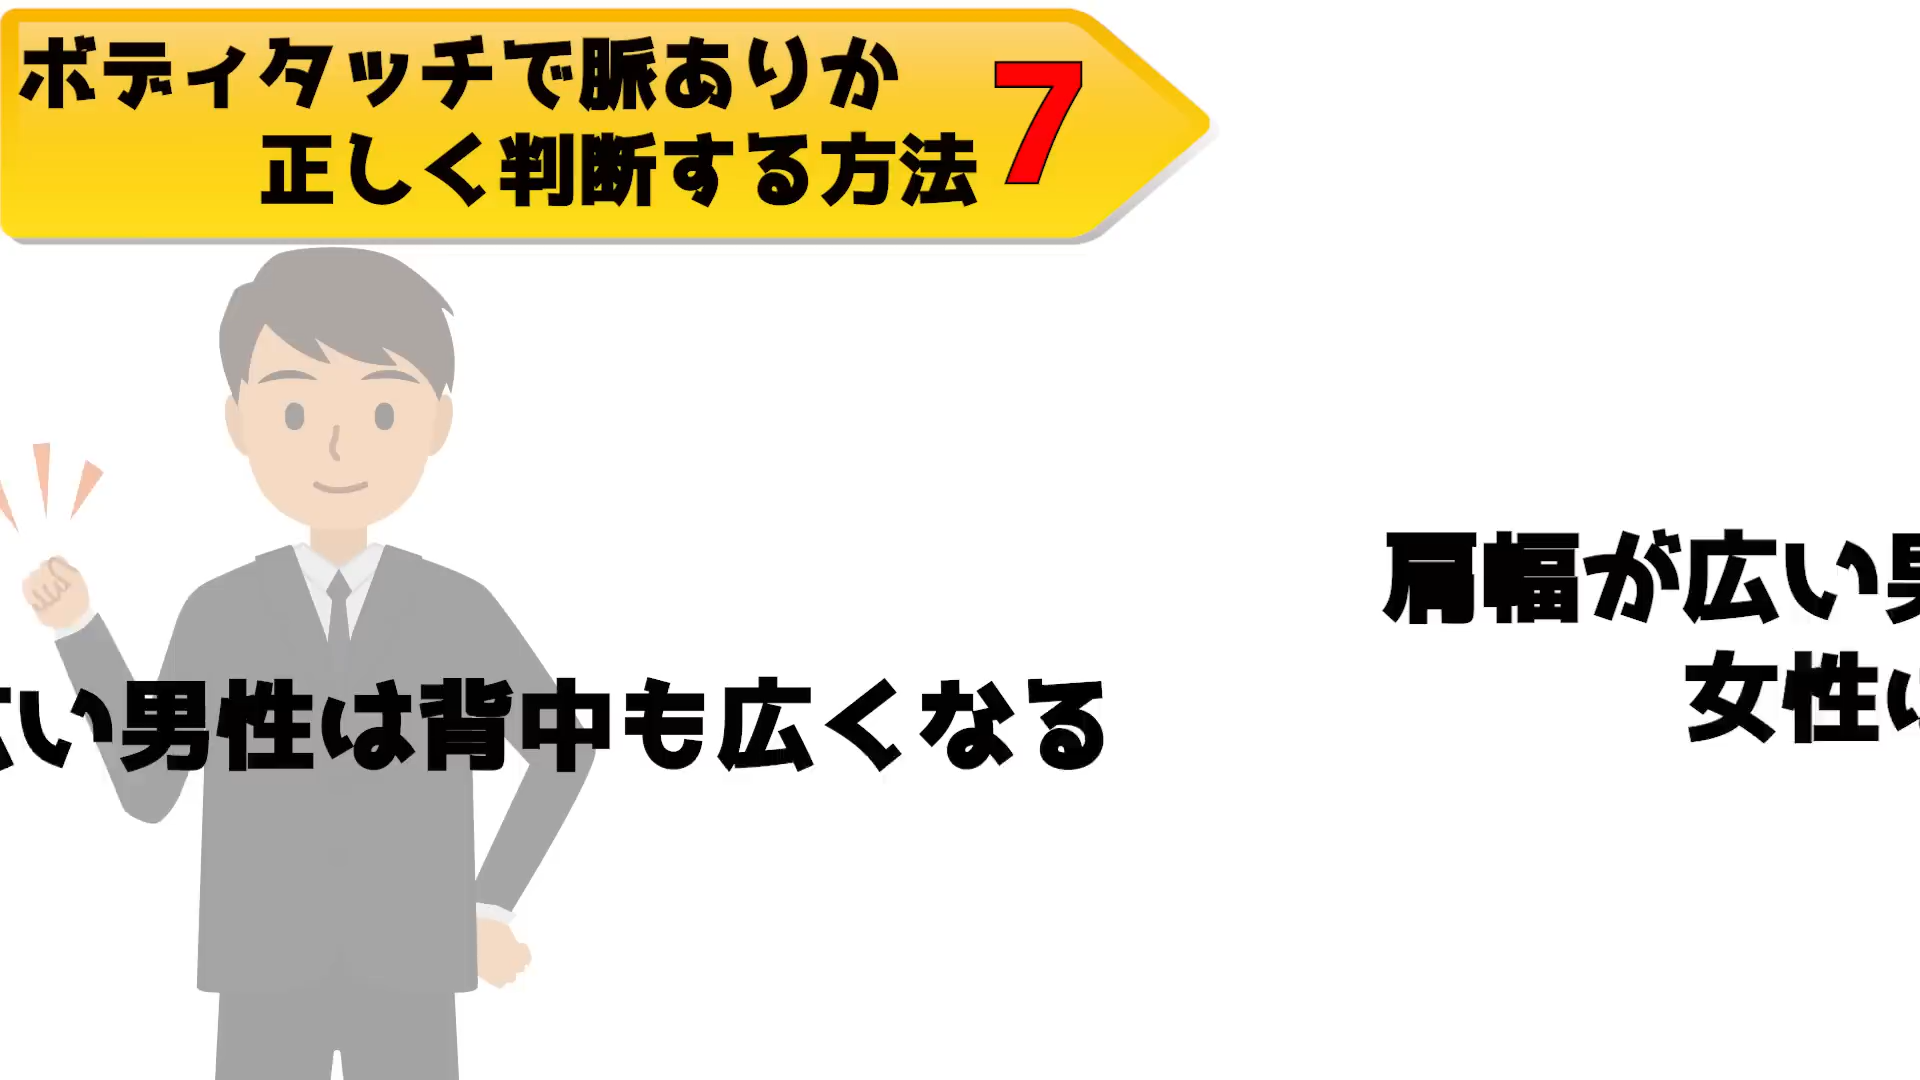 ボディタッチで脈ありか
正しく判断する方法
7
い男性は背中も広くなる
肩幅が広い
女性